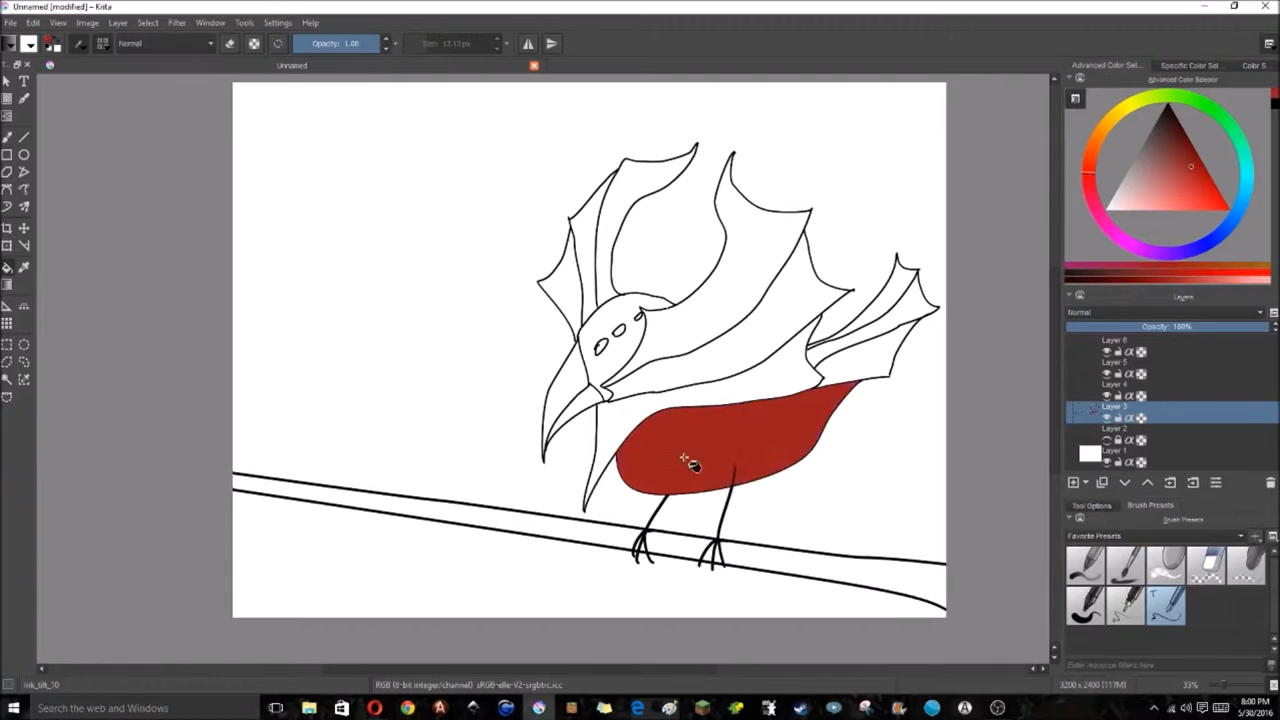 Unnamed [modified] – Krita
File Edit View Image Layer Select Filter Window Tools Settings Help
Normal Opacity: 1.00 Size: 17.13 px
Unnamed
T...
Advanced Color Sel... Specific Color Sel... Color S...
Advanced Color Selector
Layers
Normal
Opacity: 100%
Layer 6
Layer 5
Layer 4
Layer 3
Layer 2
Layer 1
Tool Options Brush Presets
Brush Presets
Favorite Presets
Enter resource filters here
ink_tilt_10 RGB (8-bit integer/channel) sRGB-elle-V2-srgbtrc.icc 3200 x 2400 (117M) 33%
Search the web and Windows
8:00 PM
5/30/2016